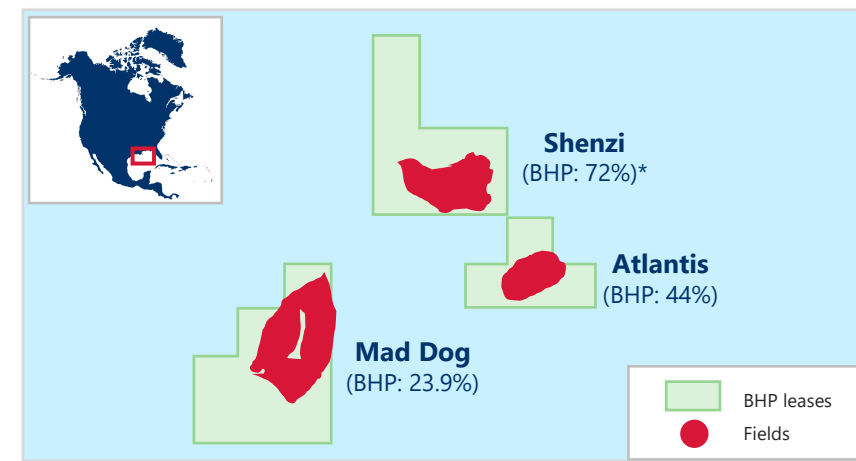 Shenzi
(BHP: 72%)*
Atlantis
(BHP: 44%)
Mad Dog
(BHP: 23.9%)
BHP leases
Fields